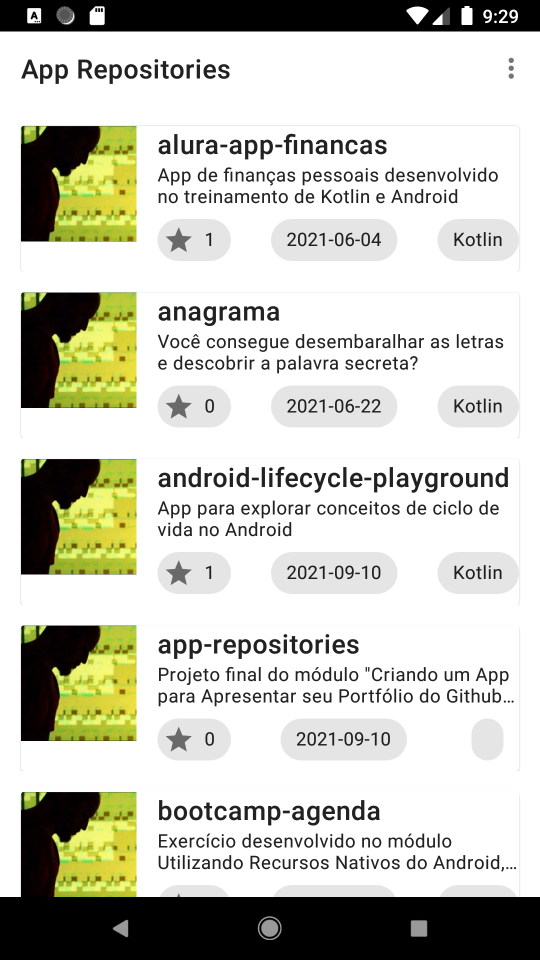 9:29
App Repositories
alura-app-financas
App de finanças pessoais desenvolvido
no treinamento de Kotlin e Android
1
2021-06-04
Kotlin
anagrama
Você consegue desembaralhar as letras
e descobrir a palavra secreta?
0
2021-06-22
Kotlin
android-lifecycle-playground
App para explorar conceitos de ciclo de
vida no Android
1
2021-09-10
Kotlin
app-repositories
Projeto final do módulo "Criando um App
para Apresentar seu Portfólio do Github...
0
2021-09-10
bootcamp-agenda
Exercício desenvolvido no módulo
Utilizando Recursos Nativos do Android,...